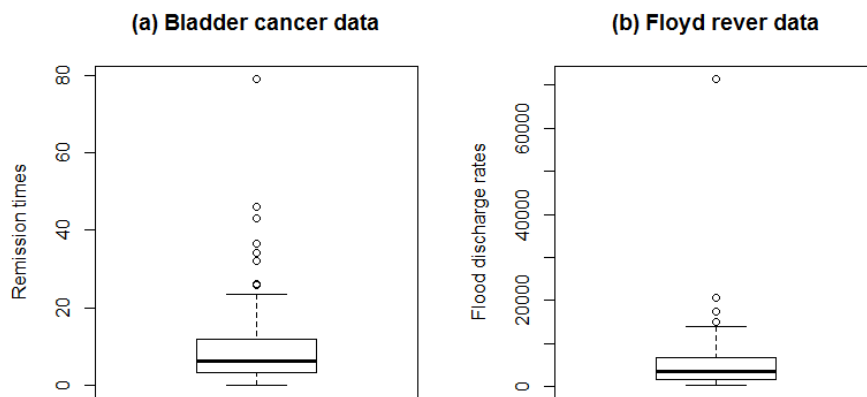 (a) Bladder cancer data
Remission times
80
60
40
20
0
(b) Floyd rever data
Flood discharge rates
60000
40000
20000
0